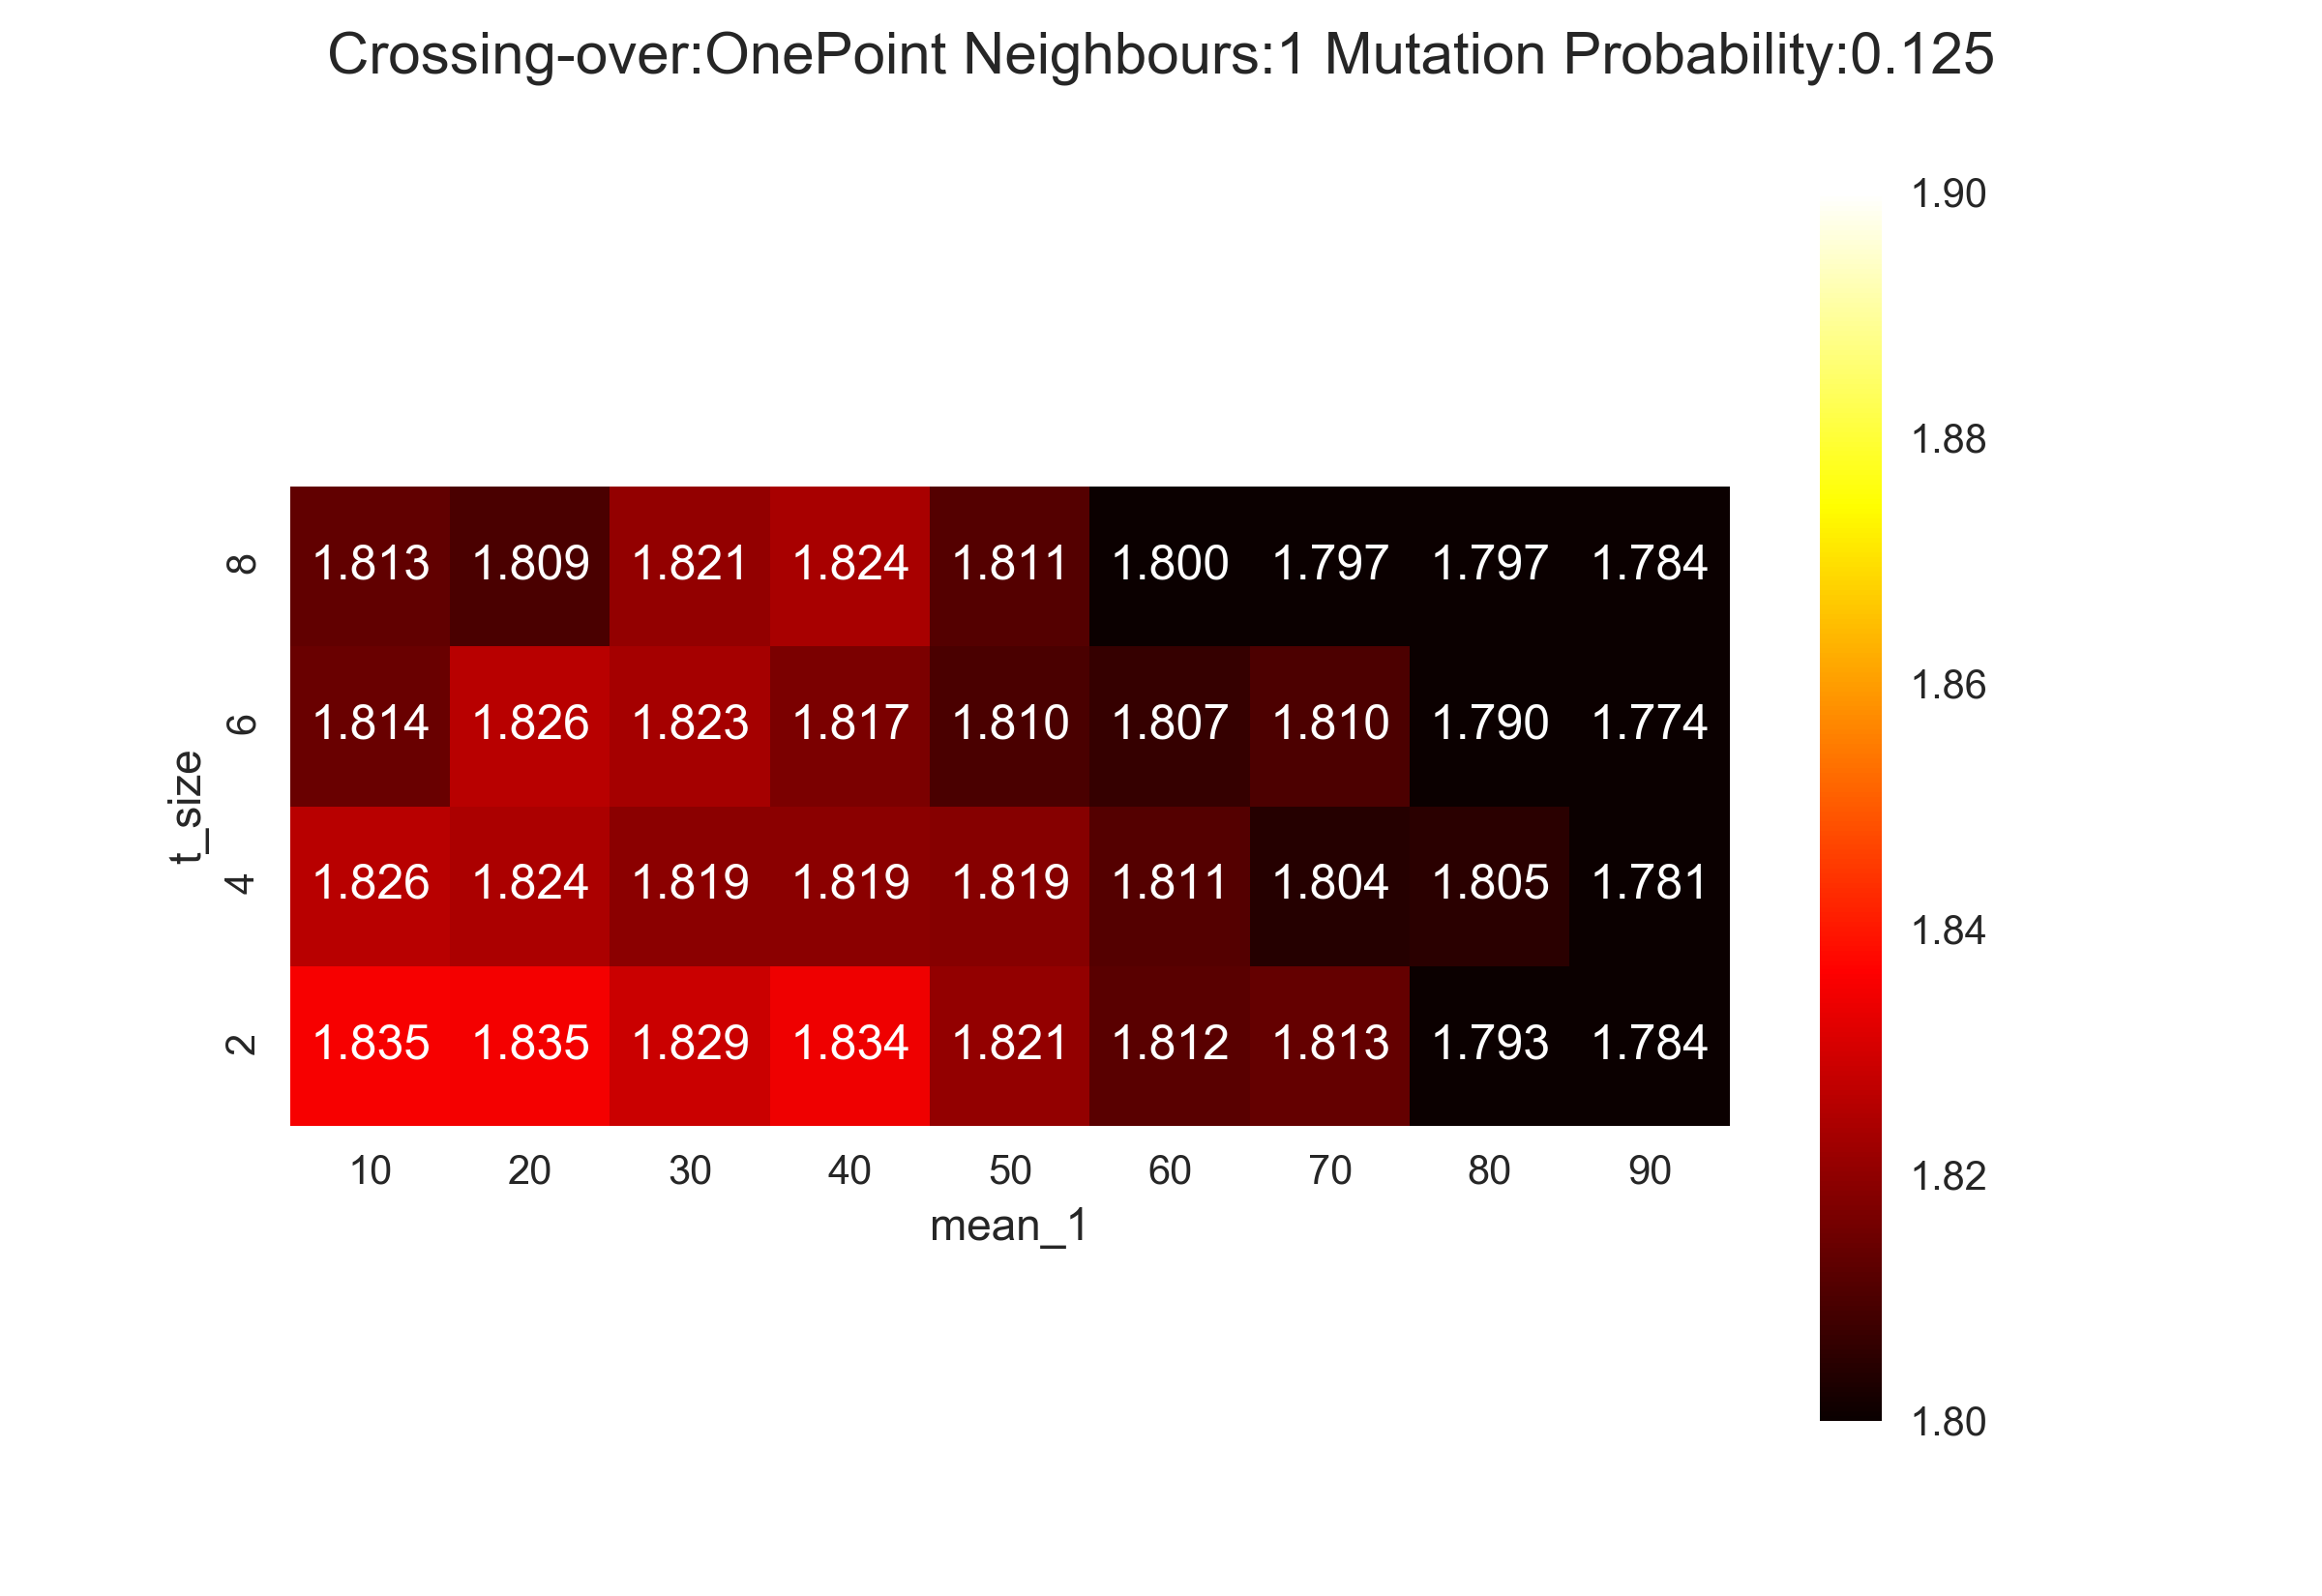 Crossing-over:OnePoint Neighbours:1 Mutation Probability:0.125
8 1.813 1.809 1.821 1.824 1.811 1.800 1.797 1.797 1.784
6 1.814 1.826 1.823 1.817 1.810 1.807 1.810 1.790 1.774
4 1.826 1.824 1.819 1.819 1.819 1.811 1.804 1.805 1.781
2 1.835 1.835 1.829 1.834 1.821 1.812 1.813 1.793 1.784
t_size
10 20 30 40 50 60 70 80 90
mean_1
1.90
1.88
1.86
1.84
1.82
1.80